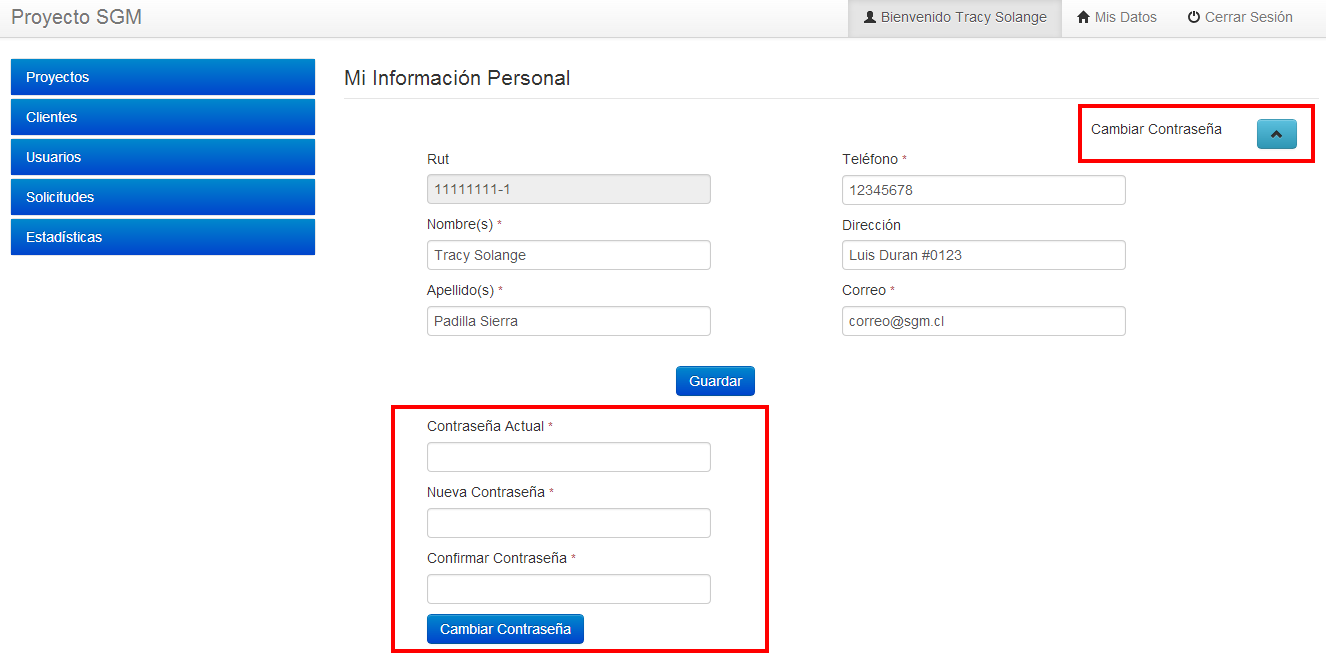 Proyecto SGM
Bienvenido Tracy Solange
Mis Datos
Cerrar Sesión
Proyectos
Clientes
Usuarios
Solicitudes
Estadísticas
Mi Información Personal
Cambiar Contraseña
Rut
11111111-1
Nombre(s) *
Tracy Solange
Apellido(s) *
Padilla Sierra
Teléfono *
12345678
Dirección
Luis Duran #0123
Correo *
correo@sgm.cl
Guardar
Contraseña Actual *
Nueva Contraseña *
Confirmar Contraseña *
Cambiar Contraseña